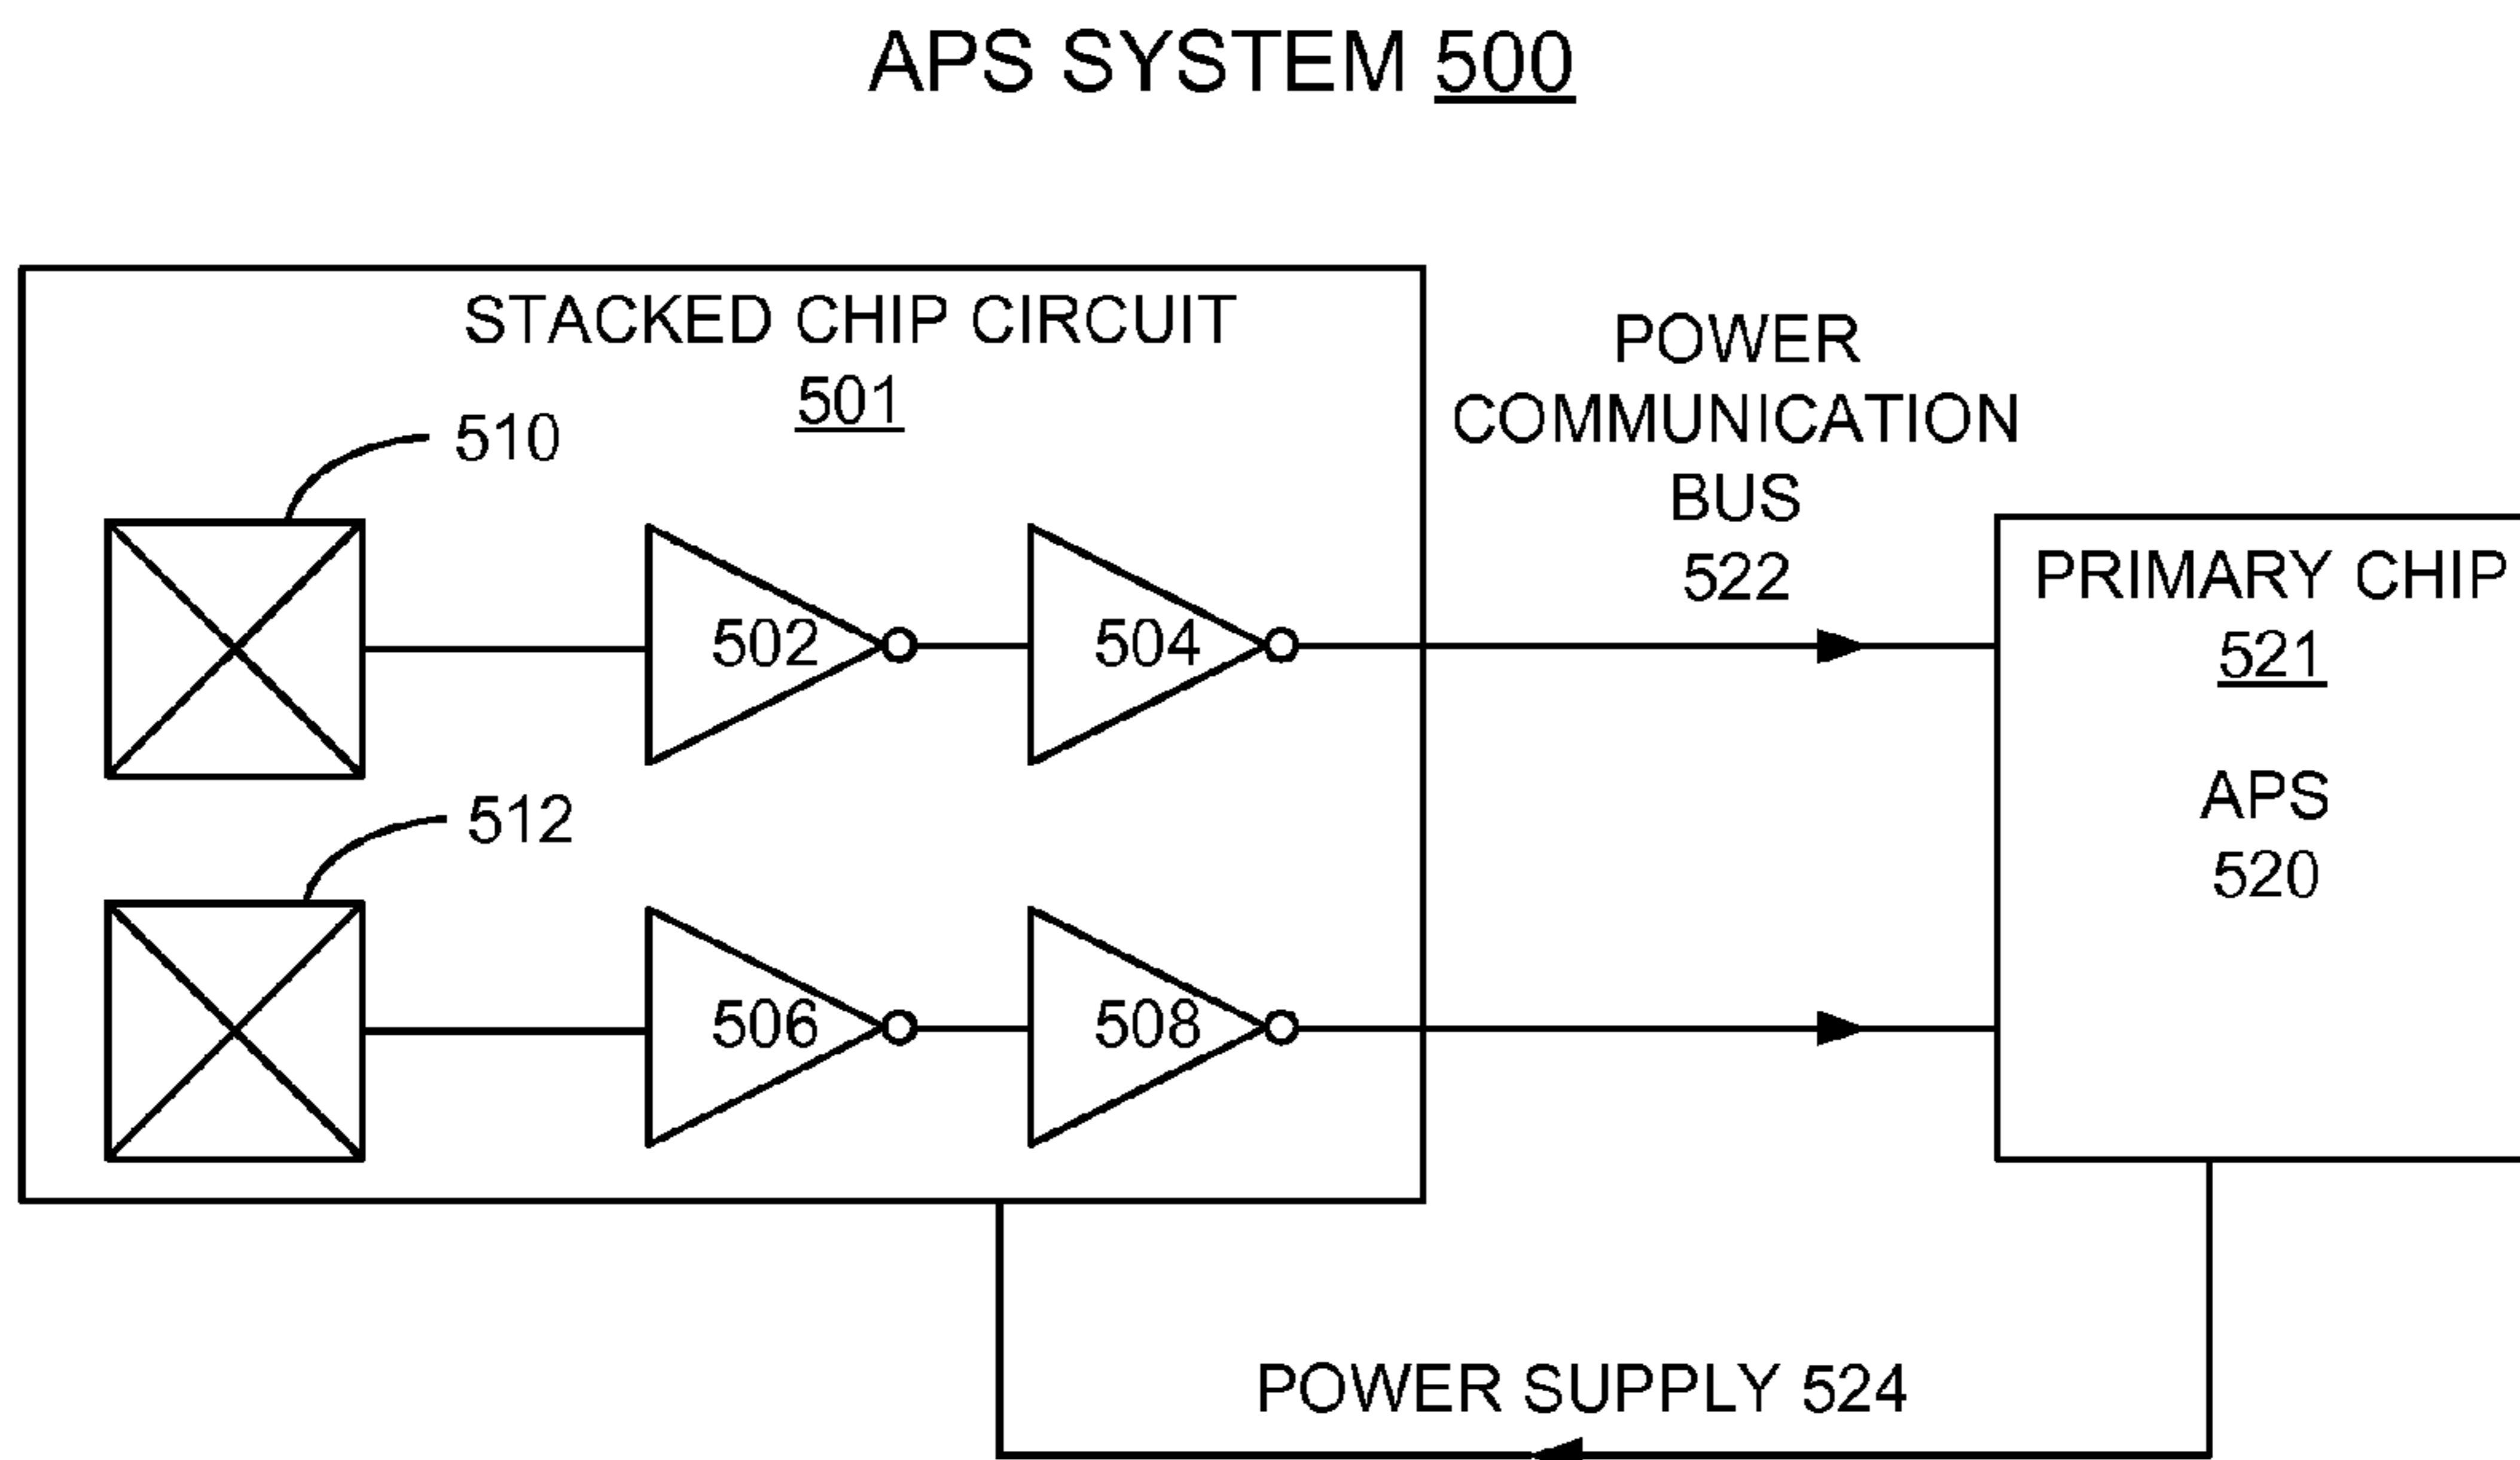 APS SYSTEM 500
STACKED CHIP CIRCUIT
501
510
502
504
512
506
508
POWER
COMMUNICATION
BUS
522
PRIMARY CHIP
521
APS
520
POWER SUPPLY 524